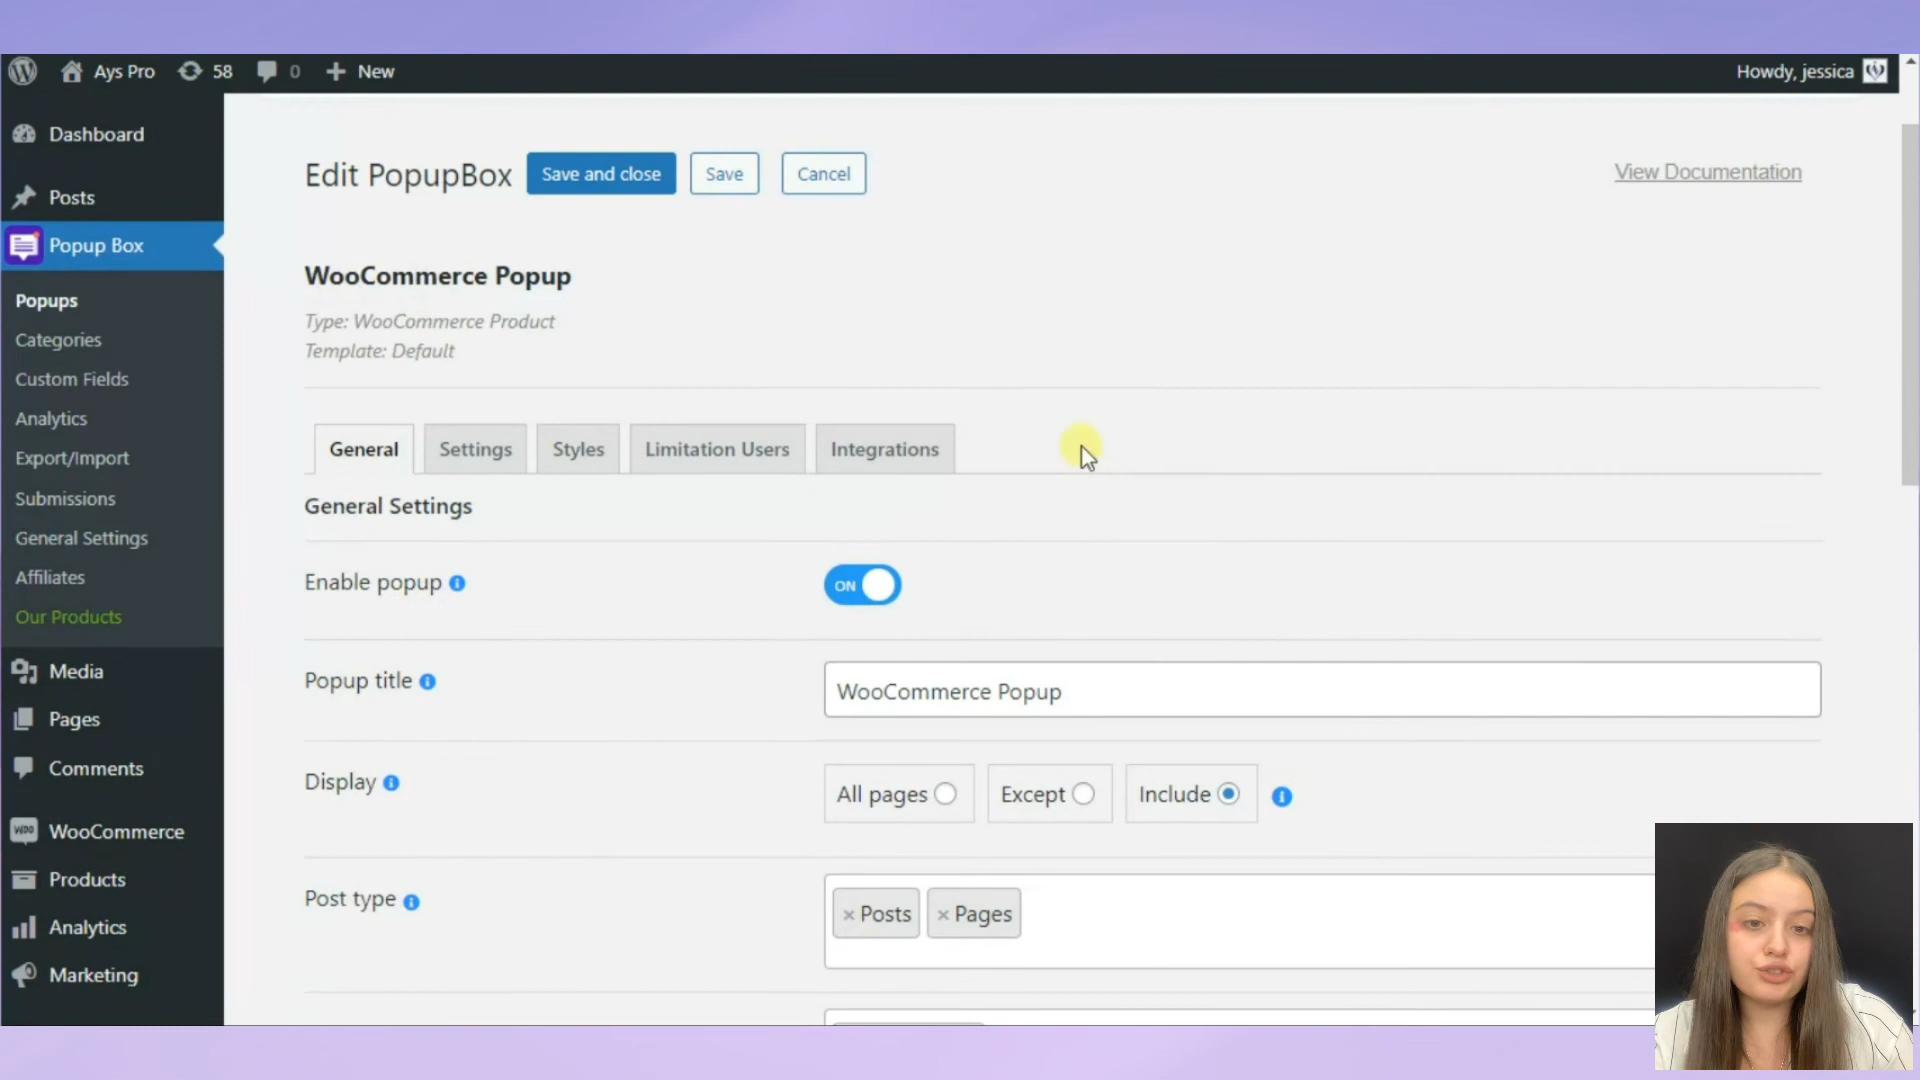 Ays Pro 58 0 New Howdy, jessica
Dashboard
Posts
Popup Box
Popups
Categories
Custom Fields
Analytics
Export/Import
Submissions
General Settings
Affiliates
Our Products
Media
Pages
Comments
WooCommerce
Products
Analytics
Marketing
Edit PopupBox Save and close Save Cancel View Documentation
WooCommerce Popup
Type: WooCommerce Product
Template: Default
General Settings Styles Limitation Users Integrations
General Settings
Enable popup ON
Popup title WooCommerce Popup
Display All pages Except Include
Post type × Posts × Pages